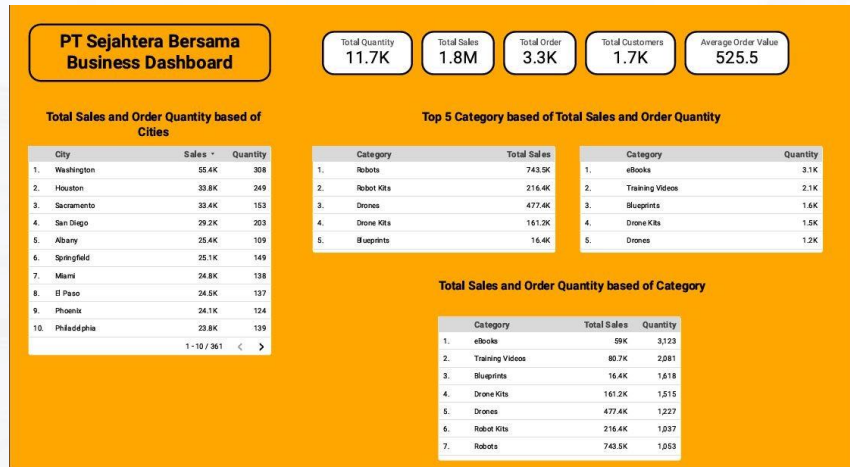 PT Sejahtera Bersama
Business Dashboard
Total Quantity
11.7K
Total Sales
1.8M
Total Order
3.3K
Total Customers
1.7K
Average Order Value
525.5
Total Sales and Order Quantity based of
Cities
City Sales Quantity
1. Washington 55.4K 308
2. Houston 33.8K 249
3. Sacramento 33.4K 153
4. San Diego 29.2K 203
5. Albany 25.4K 109
6. Springfield 25.1K 149
7. Miami 24.8K 138
8. El Paso 24.5K 137
9. Phoenix 24.1K 124
10. Philadelphia 23.8K 139
1 - 10 / 361 < >
Top 5 Category based of Total Sales and Order Quantity
Category Total Sales
1. Robots 743.5K
2. Robot Kits 216.4K
3. Drones 477.4K
4. Drone Kits 161.2K
5. Blueprints 16.4K
Category Quantity
1. eBooks 3.1K
2. Training Videos 2.1K
3. Blueprints 1.6K
4. Drone Kits 1.5K
5. Drones 1.2K
Total Sales and Order Quantity based of Category
Category Total Sales Quantity
1. eBooks 59K 3,123
2. Training Videos 80.7K 2,081
3. Blueprints 16.4K 1,618
4. Drone Kits 161.2K 1,515
5. Drones 477.4K 1,227
6. Robot Kits 216.4K 1,037
7. Robots 743.5K 1,053